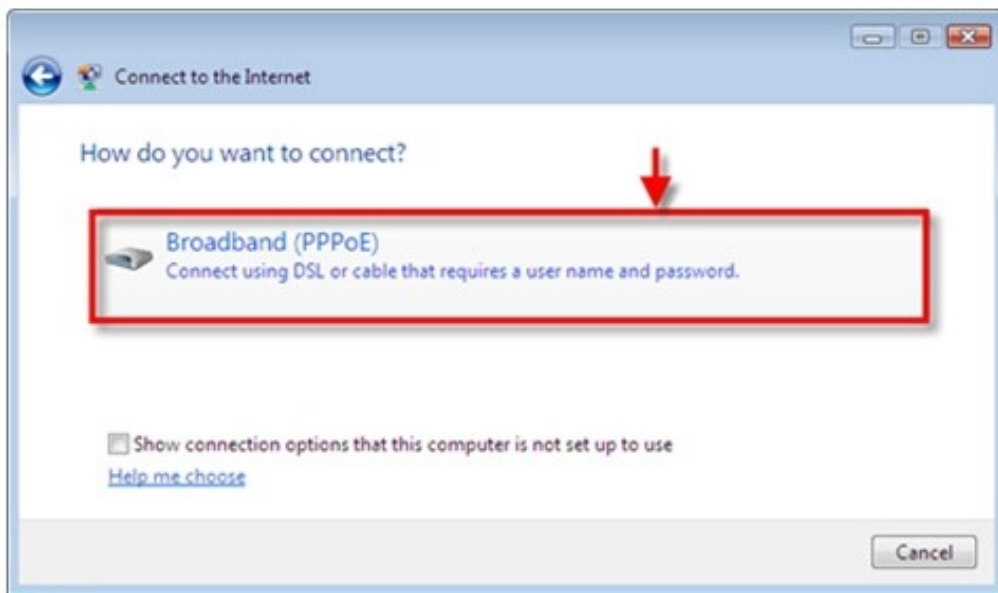 Connect to the Internet
How do you want to connect?
Broadband (PPPoE)
Connect using DSL or cable that requires a user name and password.
Show connection options that this computer is not set up to use
Help me choose
Cancel